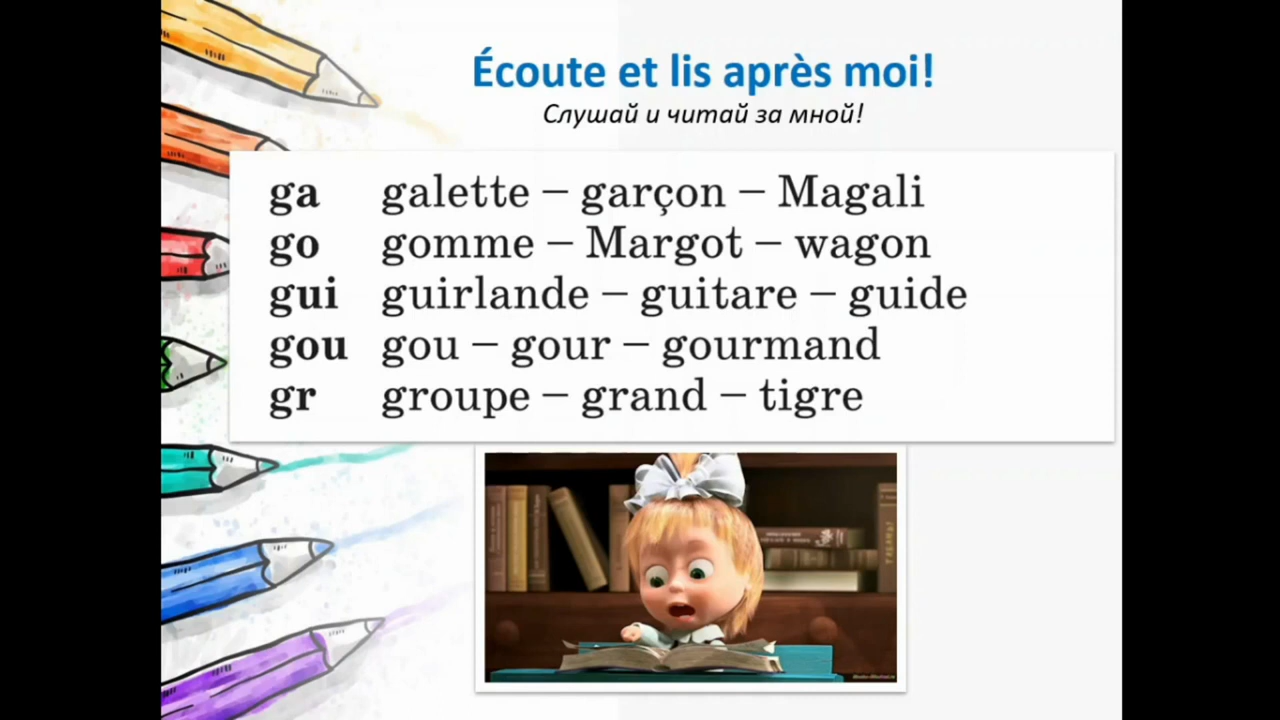 Écoute et lis après moi!
Слушай и читай за мной!
ga galette – garçon – Magali
go gomme – Margot – wagon
gui guirlande – guitare – guide
gou gou – gour – gourmand
gr groupe – grand – tigre